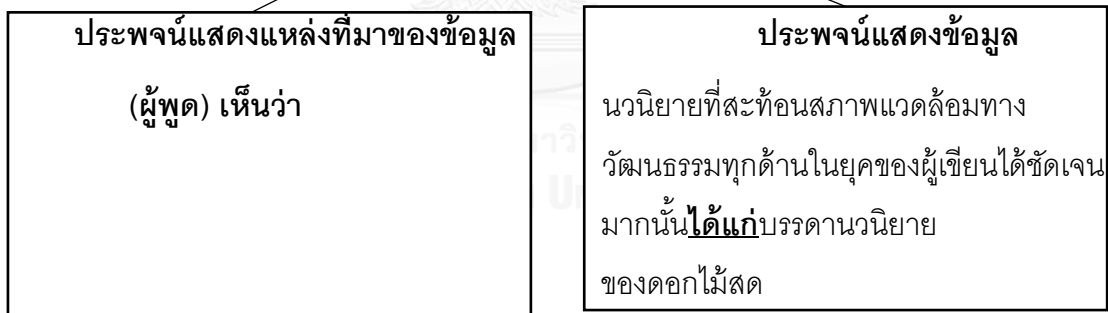 ประพจน์แสดงแหล่งที่มาของข้อมูล
(ผู้พูด) เห็นว่า
ประพจน์แสดงข้อมูล
นวนิยายที่สะท้อนสภาพแวดล้อมทาง
วัฒนธรรมทุกด้านในยุคของผู้เขียนได้ชัดเจน
มากนั้นได้แก่บรรดานวนิยาย
ของดอกไม้สด